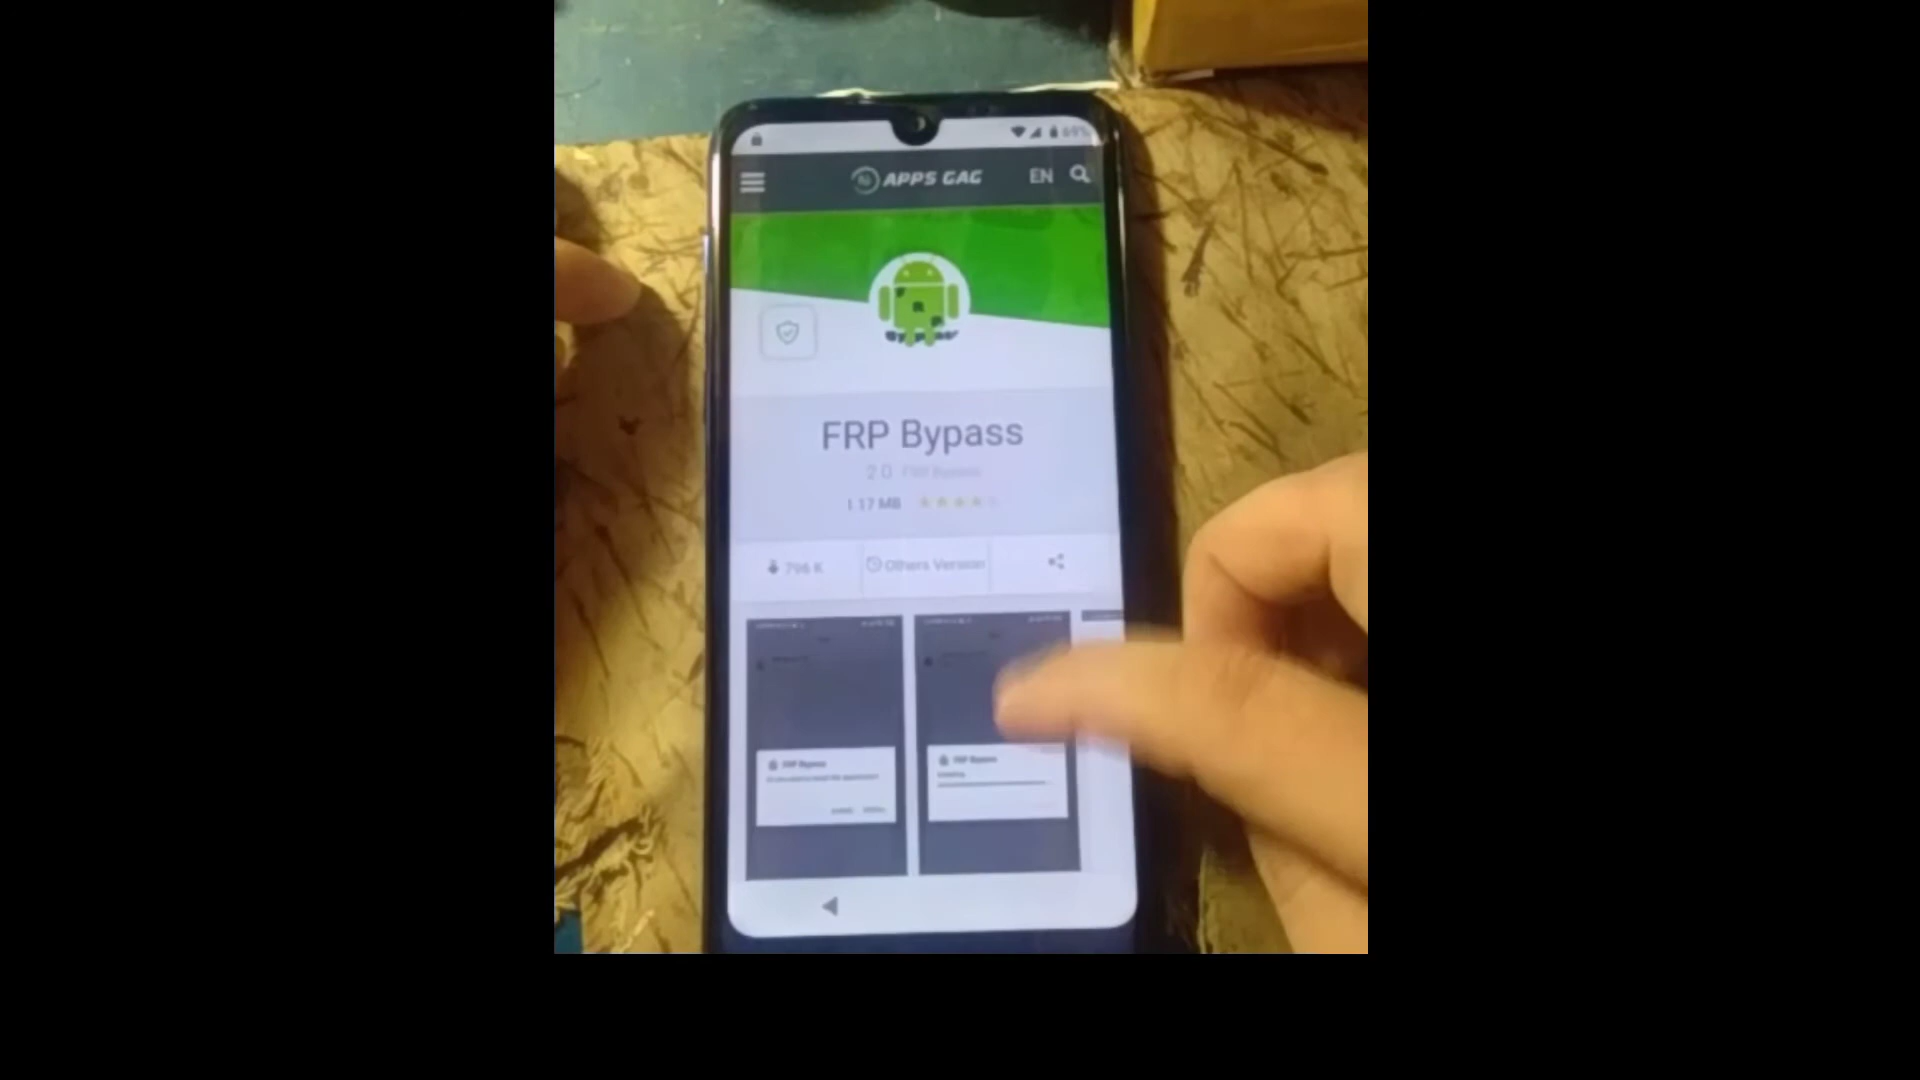 69%
APPS GAG
EN
FRP Bypass
2.0 FRP Bypass
1.17 MB
796 K
Others Version
FRP Bypass
FRP Bypass